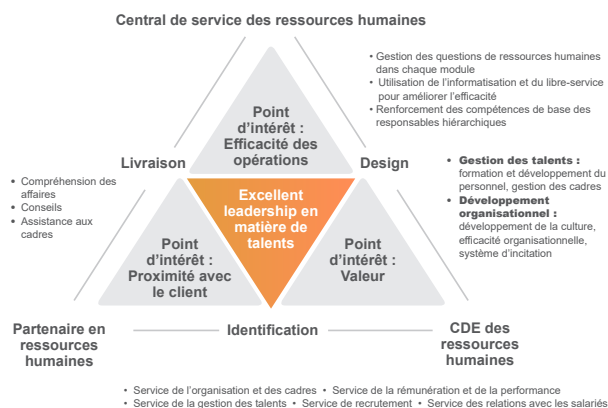 Central de service des ressources humaines
• Gestion des questions de ressources humaines
dans chaque module
• Utilisation de l'informatisation et du libre-service
pour améliorer l'efficacité
• Renforcement des compétences de base des
responsables hiérarchiques
Point
d'intérêt :
Efficacité des
opérations
Livraison
Design
• Compréhension des
affaires
• Conseils
• Assistance aux
cadres
Excellent
leadership en
matière de
talents
• Gestion des talents :
formation et développement du
personnel, gestion des cadres
• Développement
organisationnel :
développement de la culture,
efficacité organisationnelle,
système d'incitation
Point
d'intérêt :
Proximité avec
le client
Point
d'intérêt :
Valeur
Partenaire en
ressources
humaines
Identification
CDE des
ressources
humaines
• Service de l'organisation et des cadres • Service de la rémunération et de la performance
• Service de la gestion des talents • Service de recrutement • Service des relations avec les salariés